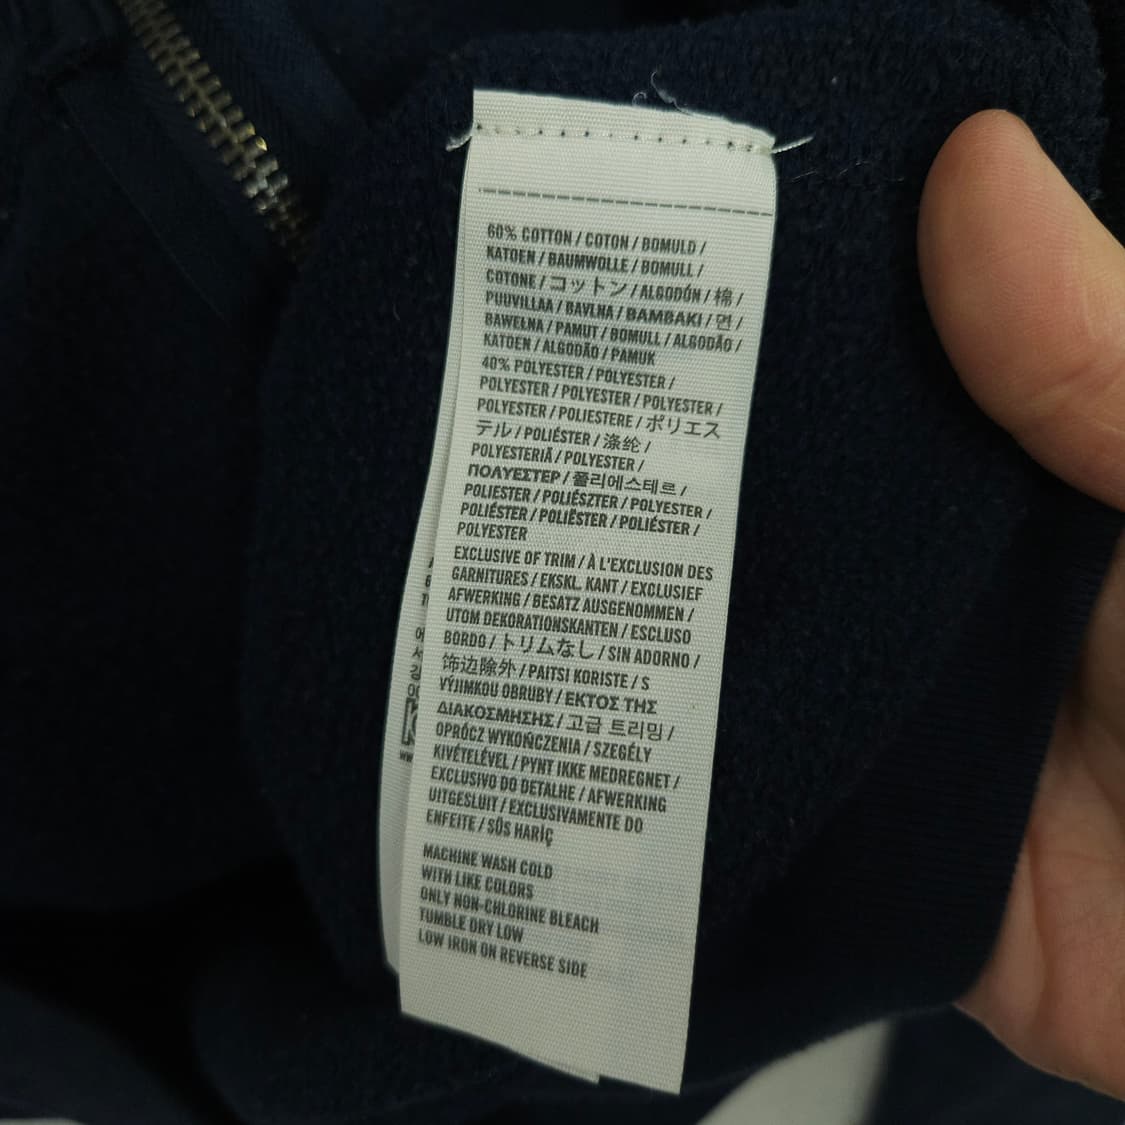 60% COTTON / COTON / BOMULD /
KATOEN / BAUMWOLLE / BOMULL /
COTONE / コットン / ALGODÓN / 棉 /
PUUVILLAA / BAVLNA / ΒΑΜΒΑΚΙ / 면 /
BAWEŁNA / PAMUT / BOMULL / ALGODÃO /
KATOEN / ALGODÃO / PAMUK
40% POLYESTER / POLYESTER /
POLYESTER / POLYESTER / POLYESTER /
POLYESTER / POLIESTERE / ポリエス
テル / POLIÉSTER / 涤纶 /
POLYESTERIÄ / POLYESTER /
ΠΟΛΥΕΣΤΕΡ / 폴리에스테르 /
POLIESTER / POLIÉSZTER / POLYESTER /
POLIÉSTER / POLIËSTER / POLIÉSTER /
POLYESTER
EXCLUSIVE OF TRIM / À L'EXCLUSION DES
GARNITURES / EKSKL. KANT / EXCLUSIEF
AFWERKING / BESATZ AUSGENOMMEN /
UTOM DEKORATIONSKANTEN / ESCLUSO
BORDO / トリムなし / SIN ADORNO /
饰边除外 / PAITSI KORISTE / S
VÝJIMKOU OBRUBY / ΕΚΤΟΣ ΤΗΣ
ΔΙΑΚΟΣΜΗΣΗΣ / 고급 트리밍 /
OPRÓCZ WYKOŃCZENIA / SZEGÉLY
KIVÉTELÉVEL / PYNT IKKE MEDREGNET /
EXCLUSIVO DO DETALHE / AFWERKING
UITGESLUIT / EXCLUSIVAMENTE DO
ENFEITE / SÜS HARİÇ
MACHINE WASH COLD
WITH LIKE COLORS
ONLY NON-CHLORINE BLEACH
TUMBLE DRY LOW
LOW IRON ON REVERSE SIDE